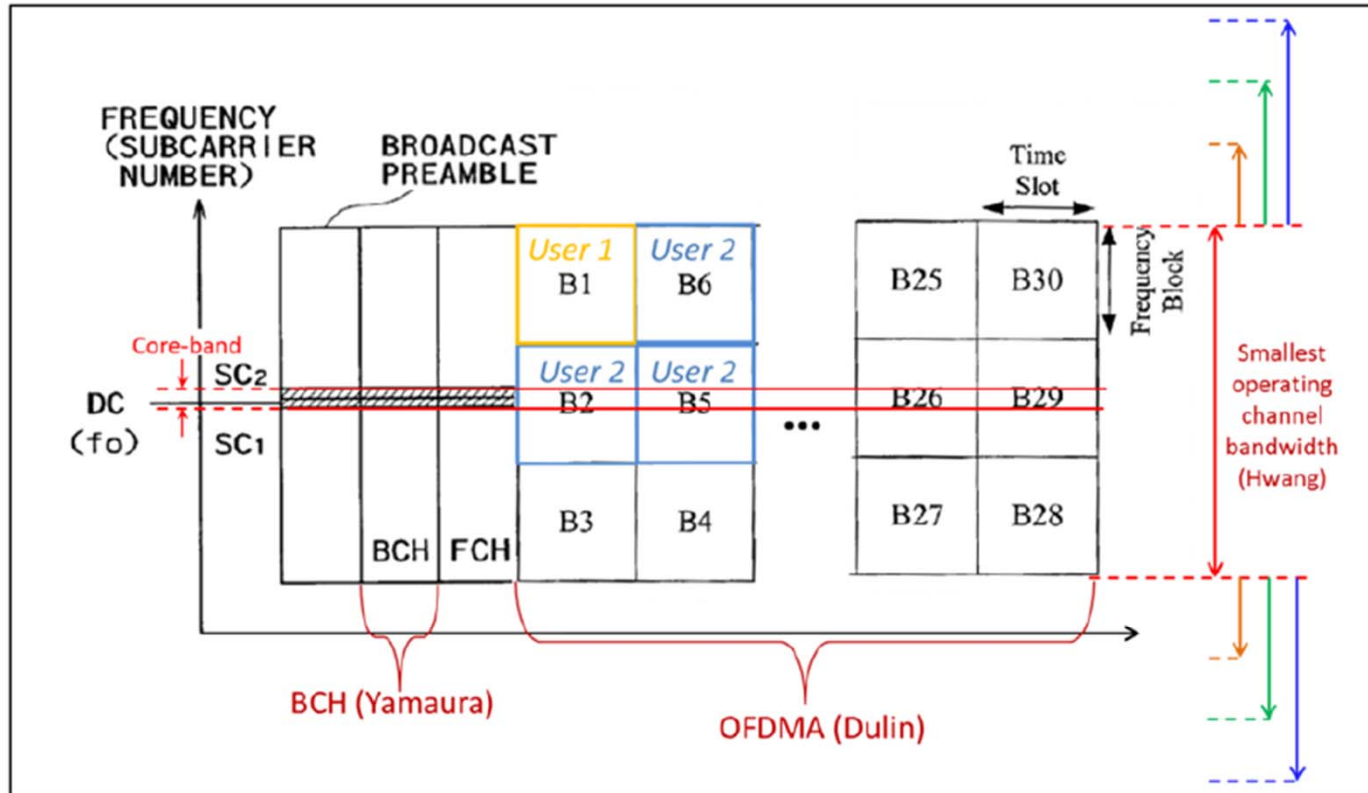 FREQUENCY
(SUBCARRIER
NUMBER)
BROADCAST
PREAMBLE
Time
Slot
User 1
B1
User 2
B6
B25
B30
Frequency
Block
Core-band
SC2
DC
(fo)
SC1
User 2
B2
User 2
B5
...
B26
B29
Smallest
operating
channel
bandwidth
(Hwang)
BCH
FCH
B3
B4
B27
B28
BCH (Yamaura)
OFDMA (Dulin)